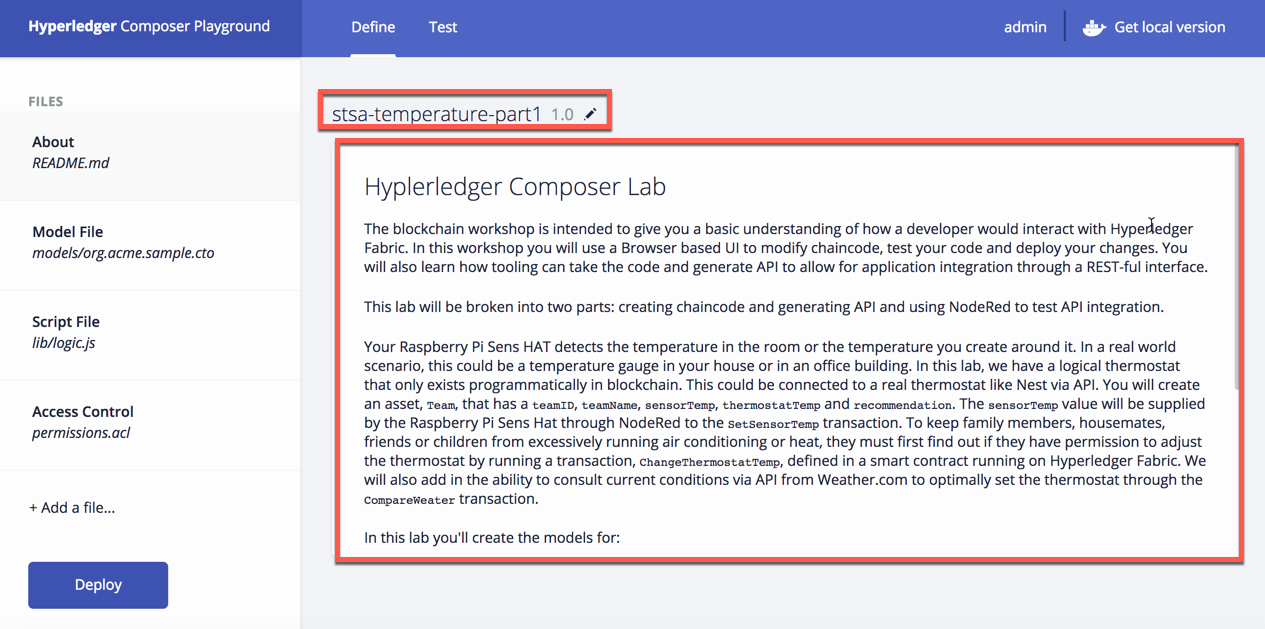 Hyperledger Composer Playground
Define
Test
admin
Get local version
FILES
About
README.md
Model File
models/org.acme.sample.cto
Script File
lib/logic.js
Access Control
permissions.acl
+ Add a file...
Deploy
stsa-temperature-part1 1.0
Hyplerledger Composer Lab
The blockchain workshop is intended to give you a basic understanding of how a developer would interact with Hyperledger
Fabric. In this workshop you will use a Browser based UI to modify chaincode, test your code and deploy your changes. You
will also learn how tooling can take the code and generate API to allow for application integration through a REST-ful interface.
This lab will be broken into two parts: creating chaincode and generating API and using NodeRed to test API integration.
Your Raspberry Pi Sens HAT detects the temperature in the room or the temperature you create around it. In a real world
scenario, this could be a temperature gauge in your house or in an office building. In this lab, we have a logical thermostat
that only exists programmatically in blockchain. This could be connected to a real thermostat like Nest via API. You will create
an asset, Team, that has a teamID, teamName, sensorTemp, thermostatTemp and recommendation. The sensorTemp value will be supplied
by the Raspberry Pi Sens Hat through NodeRed to the SetSensorTemp transaction. To keep family members, housemates,
friends or children from excessively running air conditioning or heat, they must first find out if they have permission to adjust
the thermostat by running a transaction, ChangeThermostatTemp, defined in a smart contract running on Hyperledger Fabric. We
will also add in the ability to consult current conditions via API from Weather.com to optimally set the thermostat through the
CompareWeater transaction.
In this lab you'll create the models for: